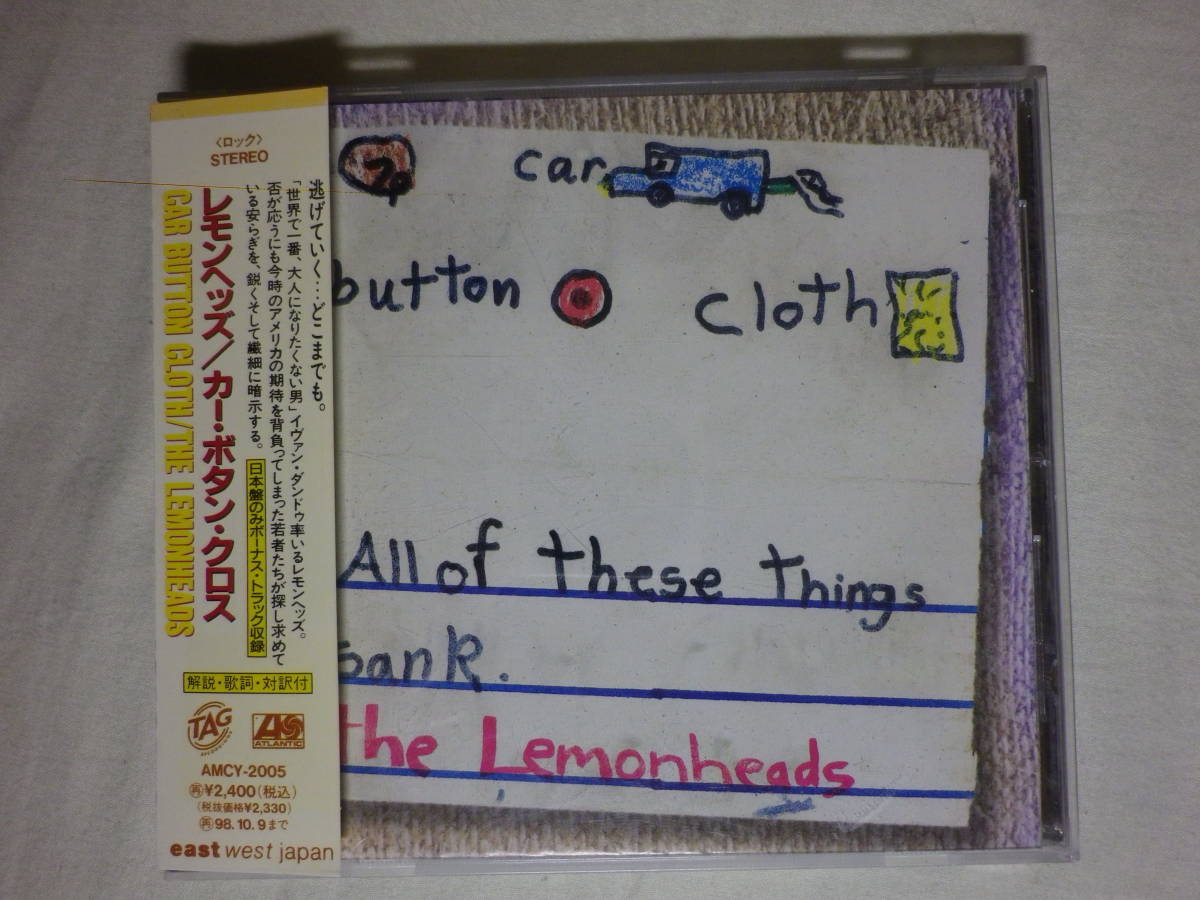 〈ロック〉
STEREO
逃げていく…どこまでも。
「世界で一番、大人になりたくない男」イヴァン・ダンドゥ率いるレモンヘッズ。
否が応うにも今時のアメリカの期待を背負ってしまった若者たちが探し求めて
いる安らぎを、鋭くそして繊細に暗示する。
日本盤のみボーナス・トラック収録
レモンヘッズ/カー・ボタン・クロス
CAR BUTTON CLOTH/THE LEMONHEADS
解説・歌詞・対訳付
TAG
ATLANTIC
AMCY-2005
再¥2,400(税込)
(税抜価格¥2,330)
再98.10.9まで
east west japan
car
button
cloth
All of these things
sank.
the Lemonheads